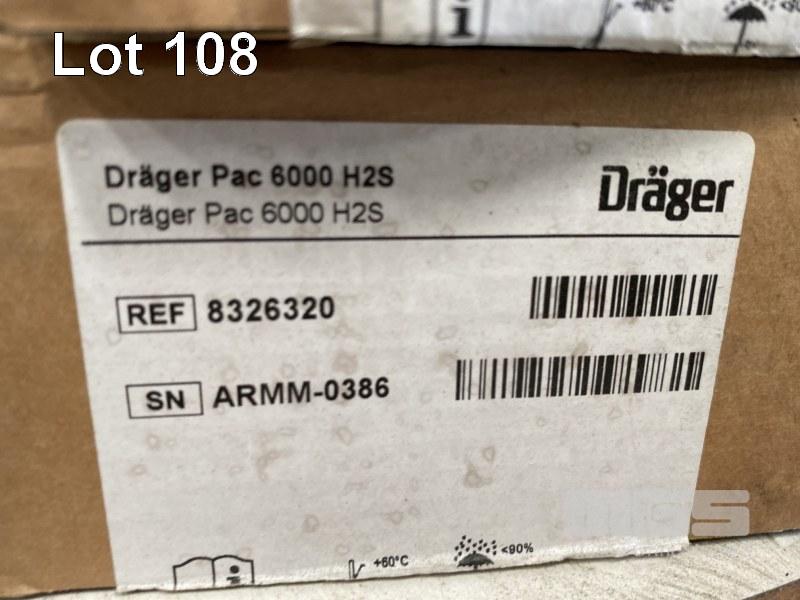 Lot 108
i
Dräger Pac 6000 H2S
Dräger Pac 6000 H2S
Dräger
REF 8326320
SN ARMM-0386
i
+60°C
<90%